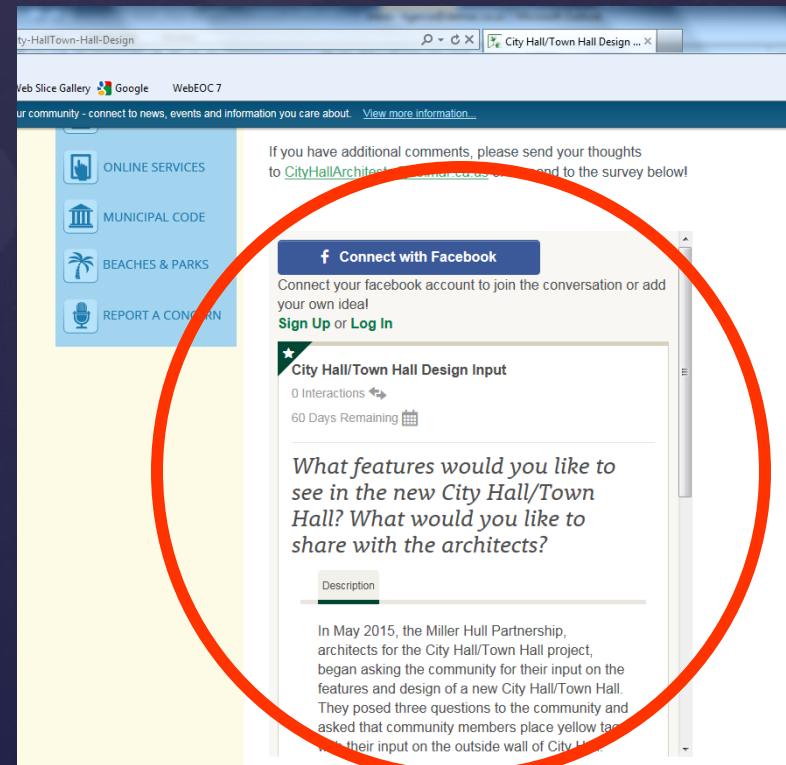 ty-HallTown-Hall-Design
City Hall/Town Hall Design ...
Web Slice Gallery Google WebEOC 7
ur community - connect to news, events and information you care about. View more information...
ONLINE SERVICES
MUNICIPAL CODE
BEACHES & PARKS
REPORT A CONCERN
If you have additional comments, please send your thoughts
to to the survey below!
f Connect with Facebook
Connect your facebook account to join the conversation or add
your own idea!
Sign Up or Log In
City Hall/Town Hall Design Input
0 Interactions
60 Days Remaining
What features would you like to
see in the new City Hall/Town
Hall? What would you like to
share with the architects?
Description
In May 2015, the Miller Hull Partnership,
architects for the City Hall/Town Hall project,
began asking the community for their input on the
features and design of a new City Hall/Town Hall.
They posed three questions to the community and
asked that community members place yellow
their input on the outside wall of City